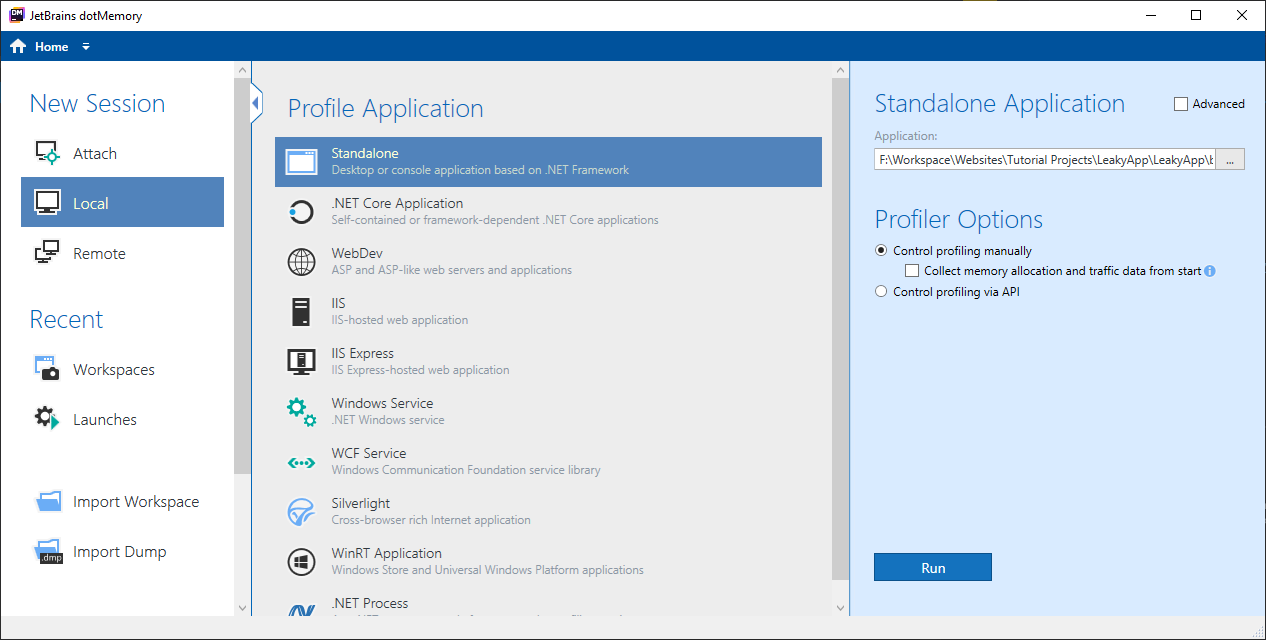 DM
JetBrains dotMemory
Home
New Session
Attach
Local
Remote
Recent
Workspaces
Launches
Import Workspace
.dmp
Import Dump
Profile Application
Standalone
Desktop or console application based on .NET Framework
.NET Core Application
Self-contained or framework-dependent .NET Core applications
WebDev
ASP and ASP-like web servers and applications
IIS
IIS-hosted web application
IIS Express
IIS Express-hosted web application
Windows Service
.NET Windows service
WCF Service
Windows Communication Foundation service library
Silverlight
Cross-browser rich Internet application
WinRT Application
Windows Store and Universal Windows Platform applications
.NET Process
Standalone Application
Advanced
Application:
F:\Workspace\Websites\Tutorial Projects\LeakyApp\LeakyApp\b
...
Profiler Options
Control profiling manually
Collect memory allocation and traffic data from start
Control profiling via API
Run